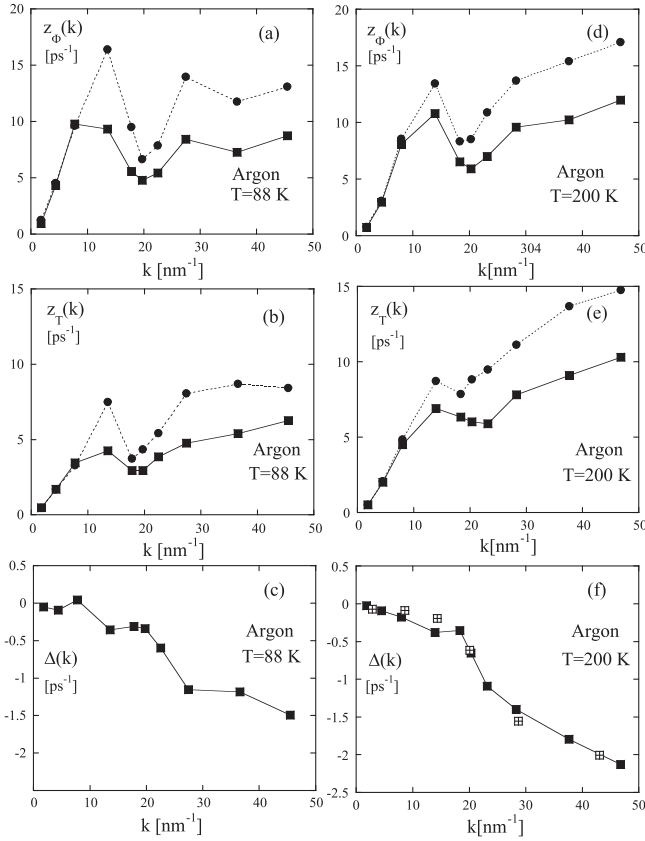 z_Φ(k)
[ps⁻¹]
(a)
20
15
10
5
0
Argon
T=88 K
0 10 20 30 40 50
k [nm⁻¹]
z_Φ(k)
[ps⁻¹]
(d)
20
15
10
5
0
Argon
T=200 K
0 10 20 304 40 50
k[nm⁻¹]
z_T(k)
[ps⁻¹]
(b)
15
10
5
0
Argon
T=88 K
0 10 20 30 40 50
k [nm⁻¹]
z_T(k)
[ps⁻¹]
(e)
15
10
5
0
Argon
T=200 K
0 10 20 30 40 50
k[nm⁻¹]
(c)
0.5
0
-0.5
-1
-1.5
-2
Argon
T=88 K
Δ(k)
[ps⁻¹]
0 10 20 30 40 50
k [nm⁻¹]
(f)
0.5
0
-0.5
-1
-1.5
-2
-2.5
Argon
T=200 K
Δ(k)
[ps⁻¹]
0 10 20 30 40 50
k[nm⁻¹]